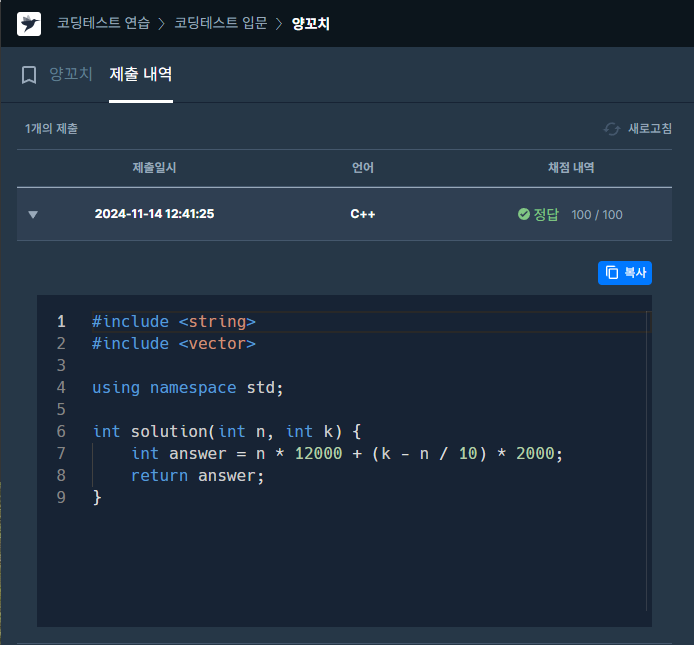 코딩테스트 연습 > 코딩테스트 입문 > 양꼬치
양꼬치 제출 내역
1개의 제출 새로고침
제출일시 언어 채점 내역
2024-11-14 12:41:25 C++ 정답 100 / 100
복사
1 #include <string>
2 #include <vector>
3
4 using namespace std;
5
6 int solution(int n, int k) {
7 int answer = n * 12000 + (k - n / 10) * 2000;
8 return answer;
9 }